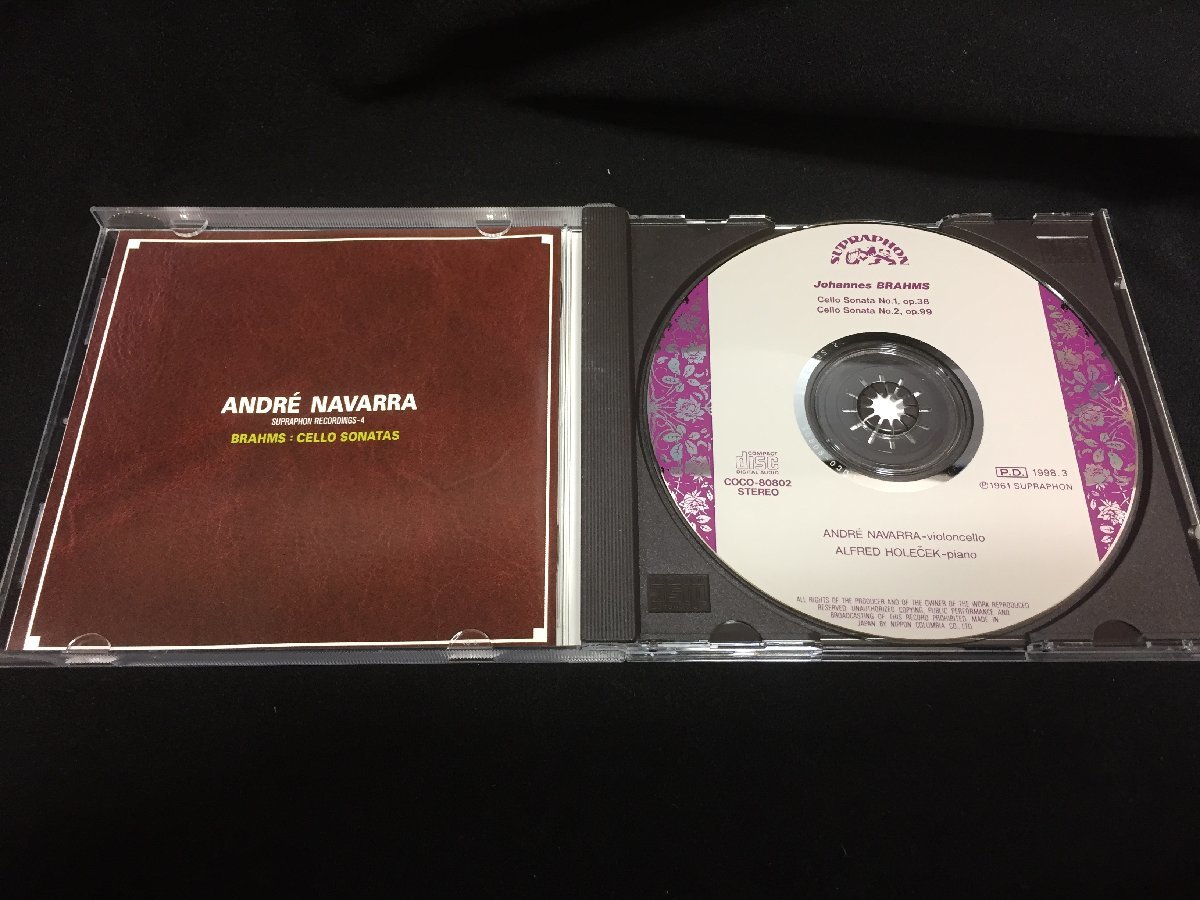 ANDRÉ NAVARRA
SUPRAPHON RECORDINGS-4
BRAHMS : CELLO SONATAS
SUPRAPHON
Johannes BRAHMS
Cello Sonata No.1, op.38
Cello Sonata No.2, op.99
COMPACT
disc
DIGITAL AUDIO
COCO-80802
STEREO
P.D. 1998.3
℗1961 SUPRAPHON
ANDRÉ NAVARRA-violoncello
ALFRED HOLEČEK-piano
ALL RIGHTS OF THE PRODUCER AND OF THE OWNER OF THE WORK REPRODUCED
RESERVED. UNAUTHORIZED COPYING, PUBLIC PERFORMANCE AND
BROADCASTING OF THIS RECORD PROHIBITED. MADE IN
JAPAN BY NIPPON COLUMBIA CO., LTD.